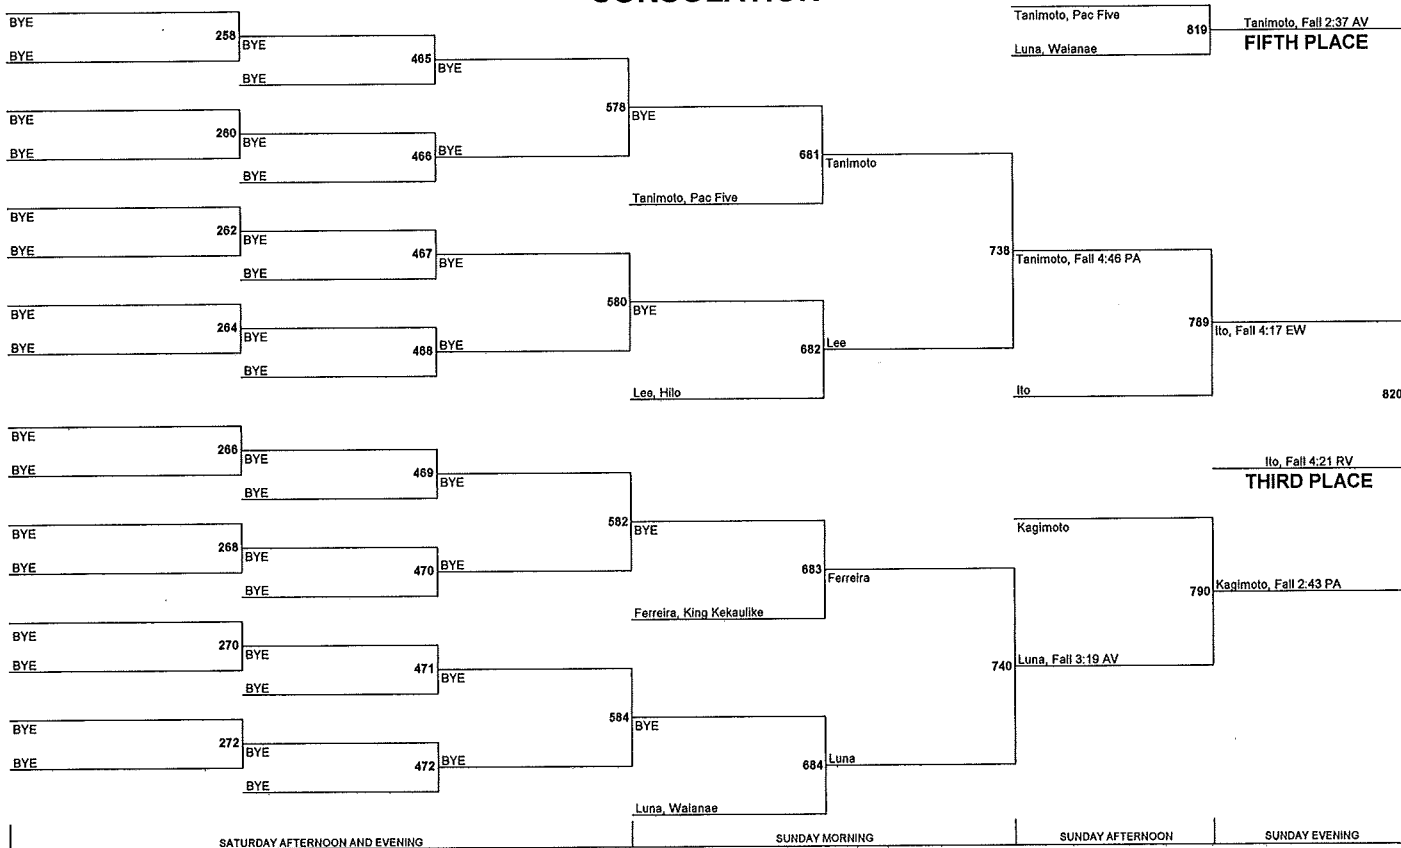 CONSOLATION
Tanimoto, Pac Five
819
Luna, Waianae
Tanimoto, Fall 2:37 AV
FIFTH PLACE
BYE
258
BYE
BYE
465
BYE
BYE
BYE
260
BYE
BYE
466
BYE
BYE
578
BYE
681
Tanimoto, Pac Five
Tanimoto
BYE
262
BYE
BYE
467
BYE
BYE
BYE
264
BYE
BYE
468
BYE
BYE
580
BYE
682
Lee, Hilo
Lee
738
Tanimoto, Fall 4:46 PA
789
Ito
Ito, Fall 4:17 EW
820
Ito, Fall 4:21 RV
THIRD PLACE
BYE
266
BYE
BYE
469
BYE
BYE
BYE
268
BYE
BYE
470
BYE
BYE
582
BYE
683
Ferreira, King Kekaulike
Ferreira
BYE
270
BYE
BYE
471
BYE
BYE
BYE
272
BYE
BYE
472
BYE
BYE
584
BYE
684
Luna, Waianae
Luna
740
Kagimoto
790
Luna, Fall 3:19 AV
Kagimoto, Fall 2:43 PA
SATURDAY AFTERNOON AND EVENING
SUNDAY MORNING
SUNDAY AFTERNOON
SUNDAY EVENING